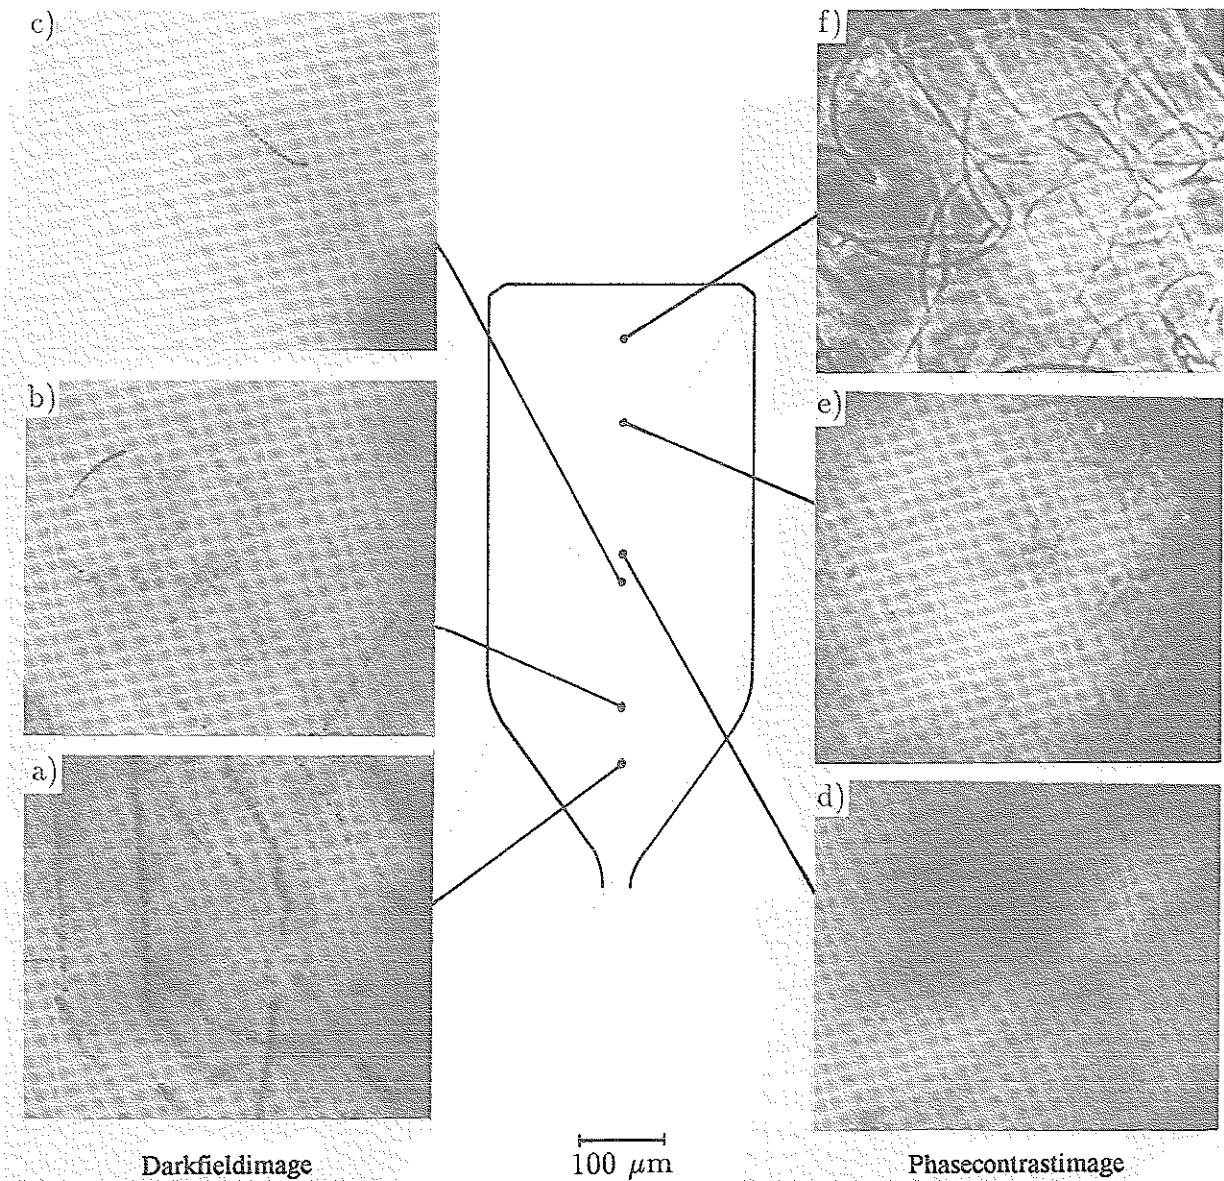 c)
f)
b)
e)
a)
d)
Darkfieldimage
100 μm
Phasecontrastimage